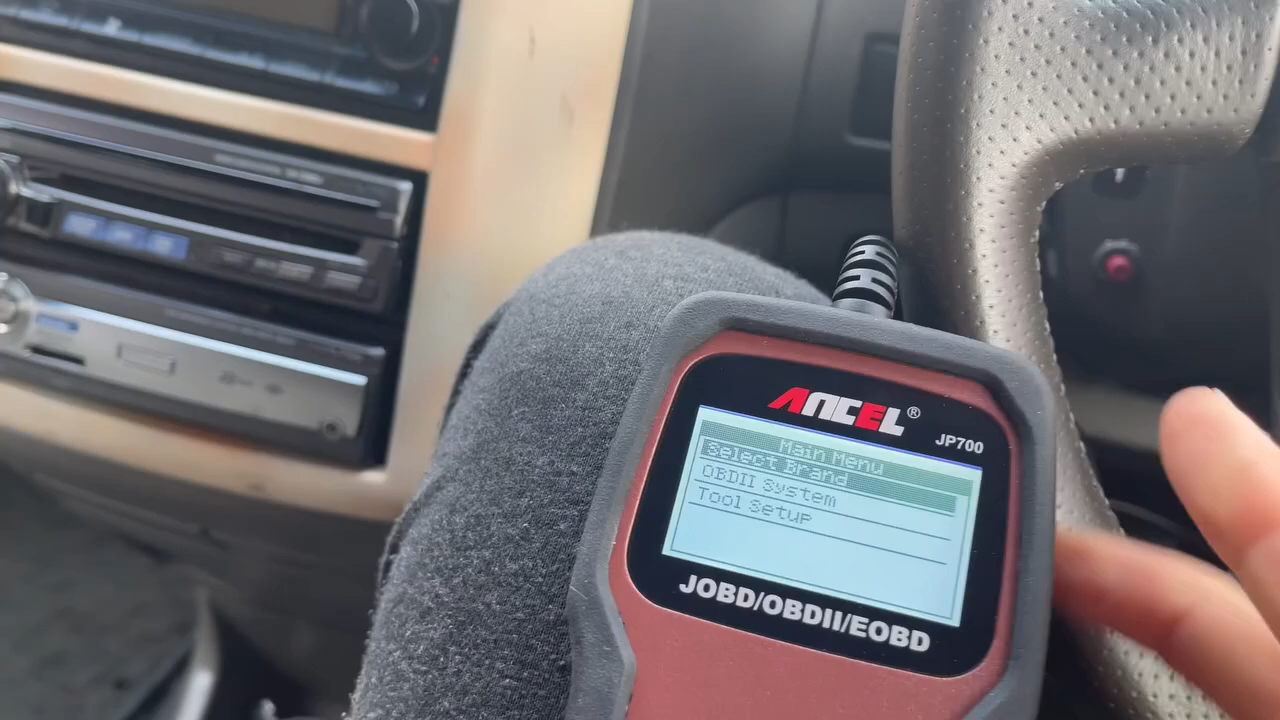 ANCEL®
JP700
Main Menu
Select Brand
OBDII System
Tool Setup
JOBD/OBDII/EOBD